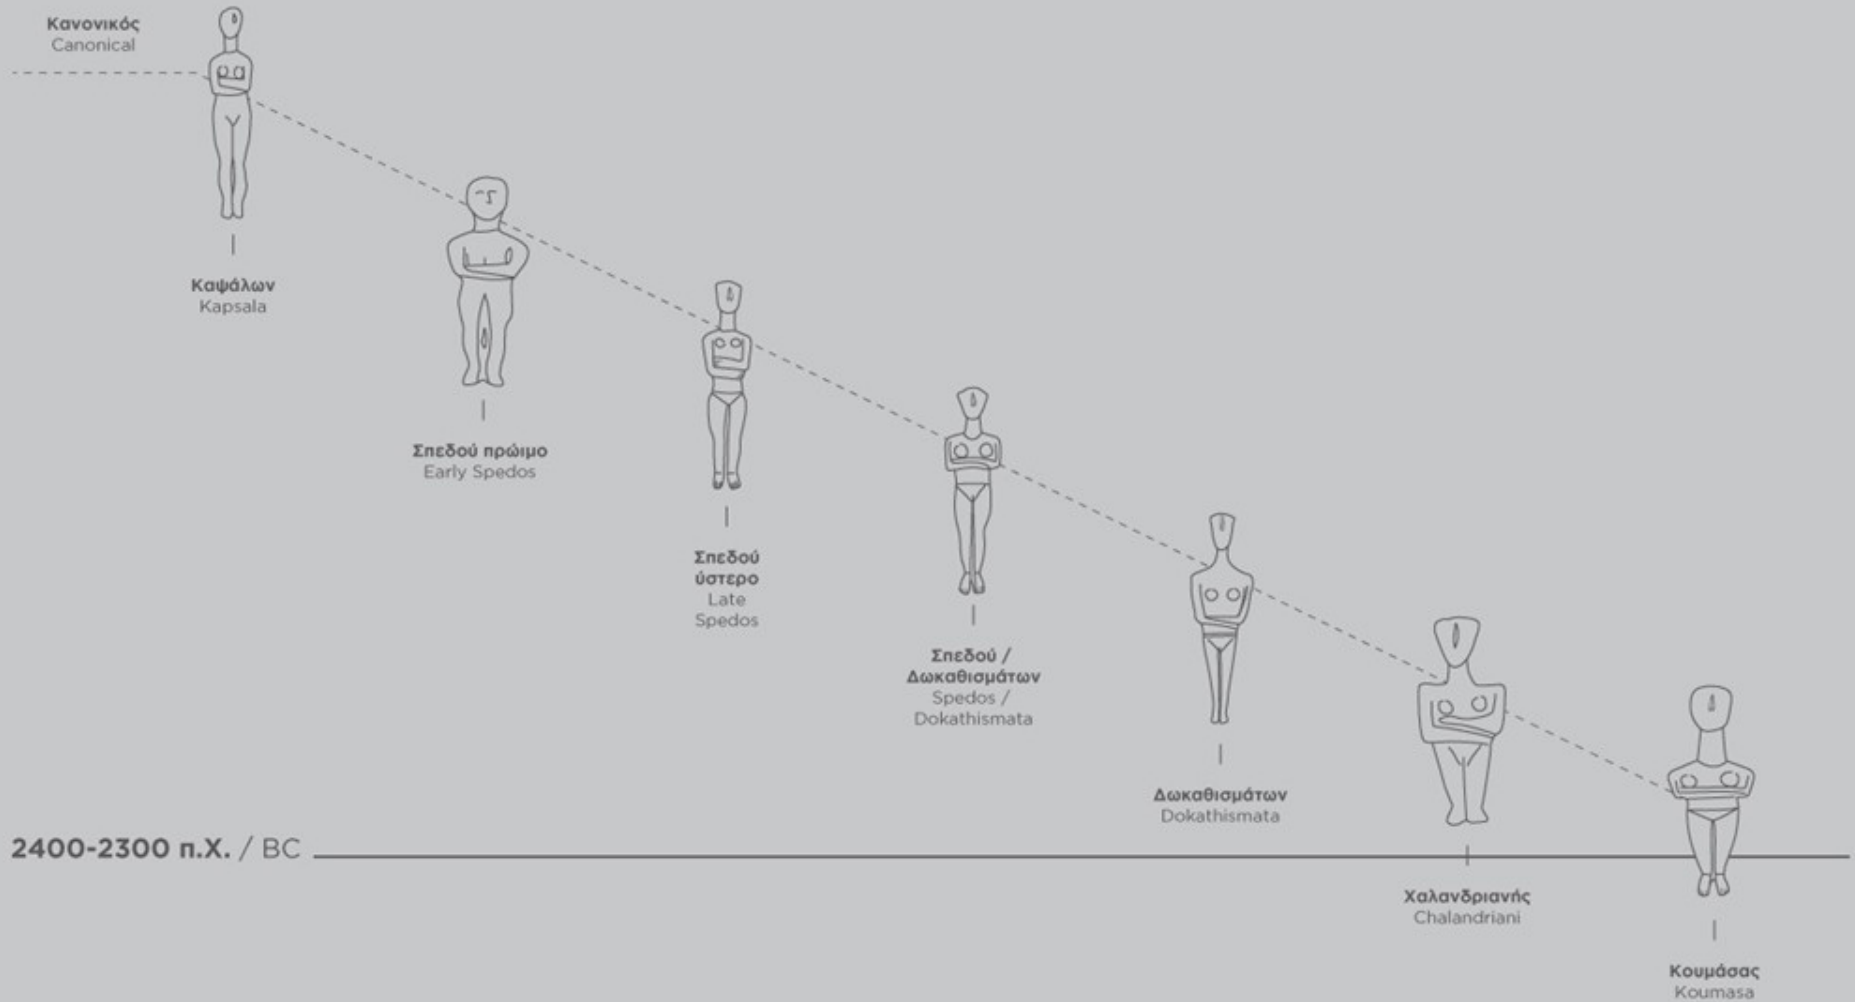 Κανονικός
Canonical
Καψάλων
Kapsala
Σπεδού πρώιμο
Early Spedos
Σπεδού
ύστερο
Late
Spedos
Σπεδού /
Δωκαθισμάτων
Spedos /
Dokathismata
Δωκαθισμάτων
Dokathismata
2400-2300 π.Χ. / BC
Χαλανδριανής
Chalandriani
Κουμάσας
Koumasa